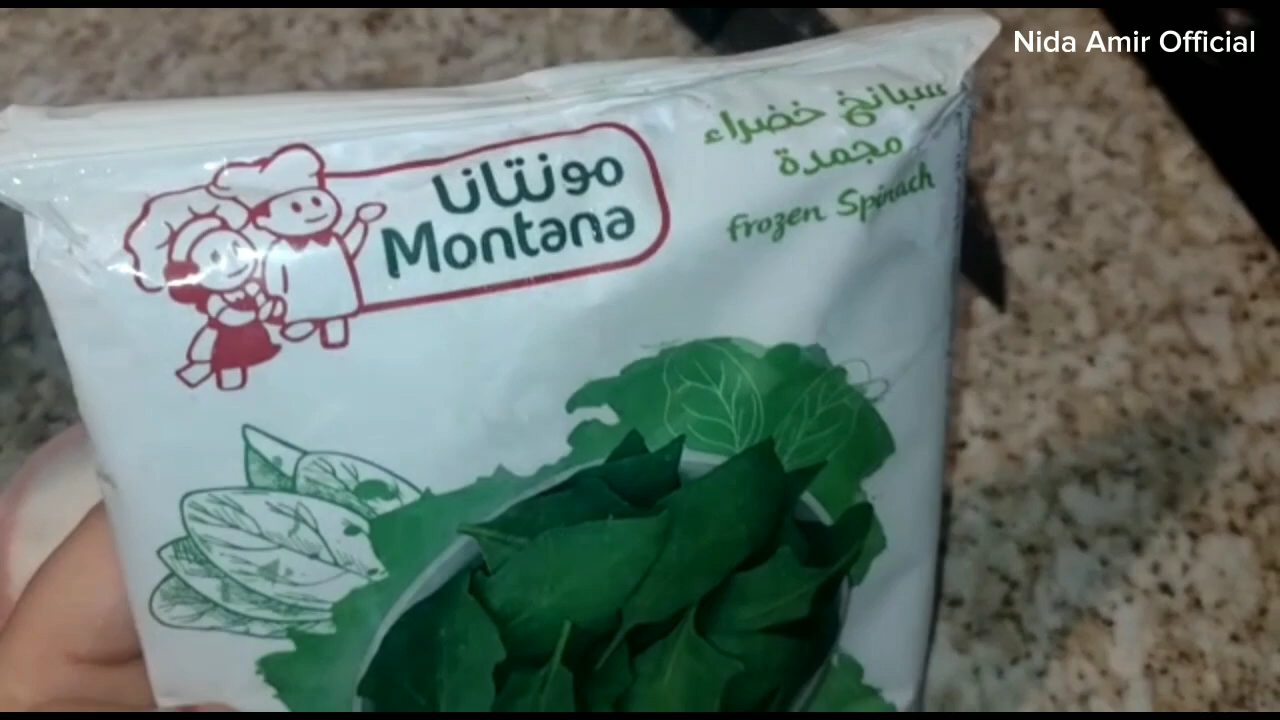 Nida Amir Official
مونتانا
Montana
سبانخ خضراء
مجمدة
frozen Spinach